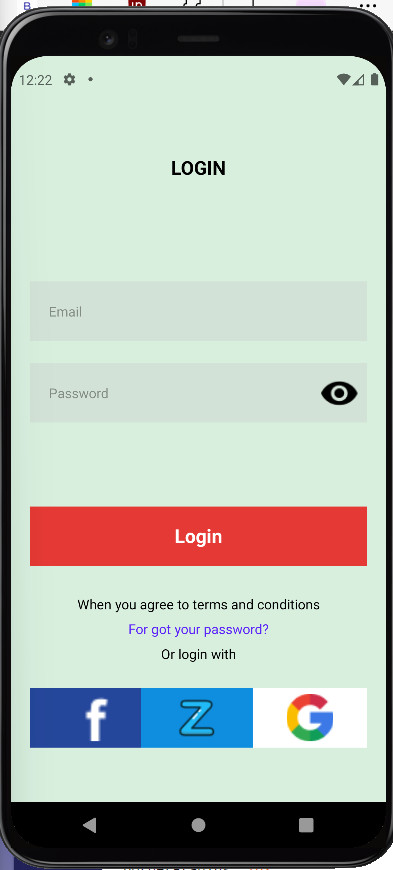 12:22
LOGIN
Email
Password
Login
When you agree to terms and conditions
For got your password?
Or login with
f
Z
G